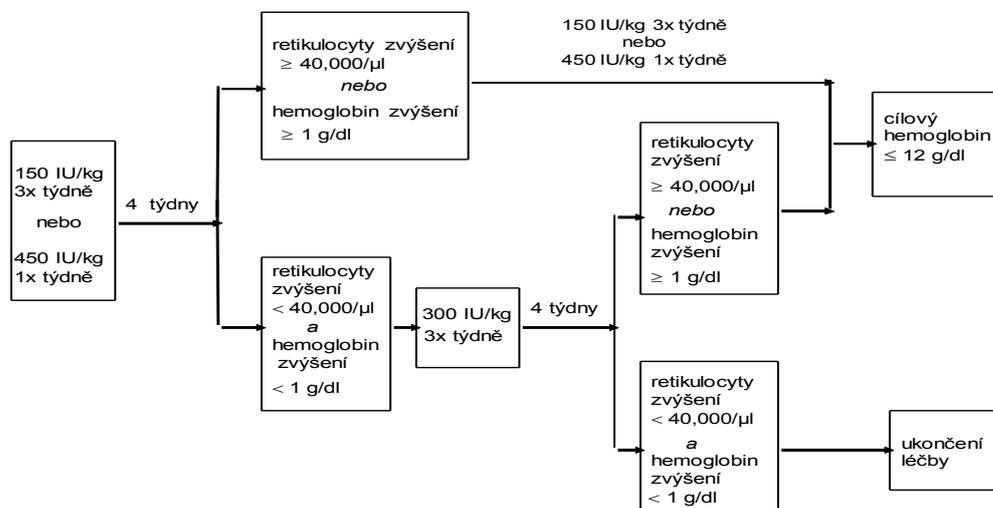 150 IU/kg
3x týdně
nebo
450 IU/kg
1x týdně
4 týdny
retikulocyty zvýšení
≥ 40,000/µl
nebo
hemoglobin zvýšení
≥ 1 g/dl
150 IU/kg 3x týdně
nebo
450 IU/kg 1x týdně
retikulocyty
zvýšení
< 40,000/µl
a
hemoglobin
zvýšení
< 1 g/dl
300 IU/kg
3x týdně
4 týdny
retikulocyty
zvýšení
≥ 40,000/µl
nebo
hemoglobin
zvýšení
≥ 1 g/dl
cílový
hemoglobin
≤ 12 g/dl
retikulocyty
zvýšení
< 40,000/µl
a
hemoglobin
zvýšení
< 1 g/dl
ukončení
léčby